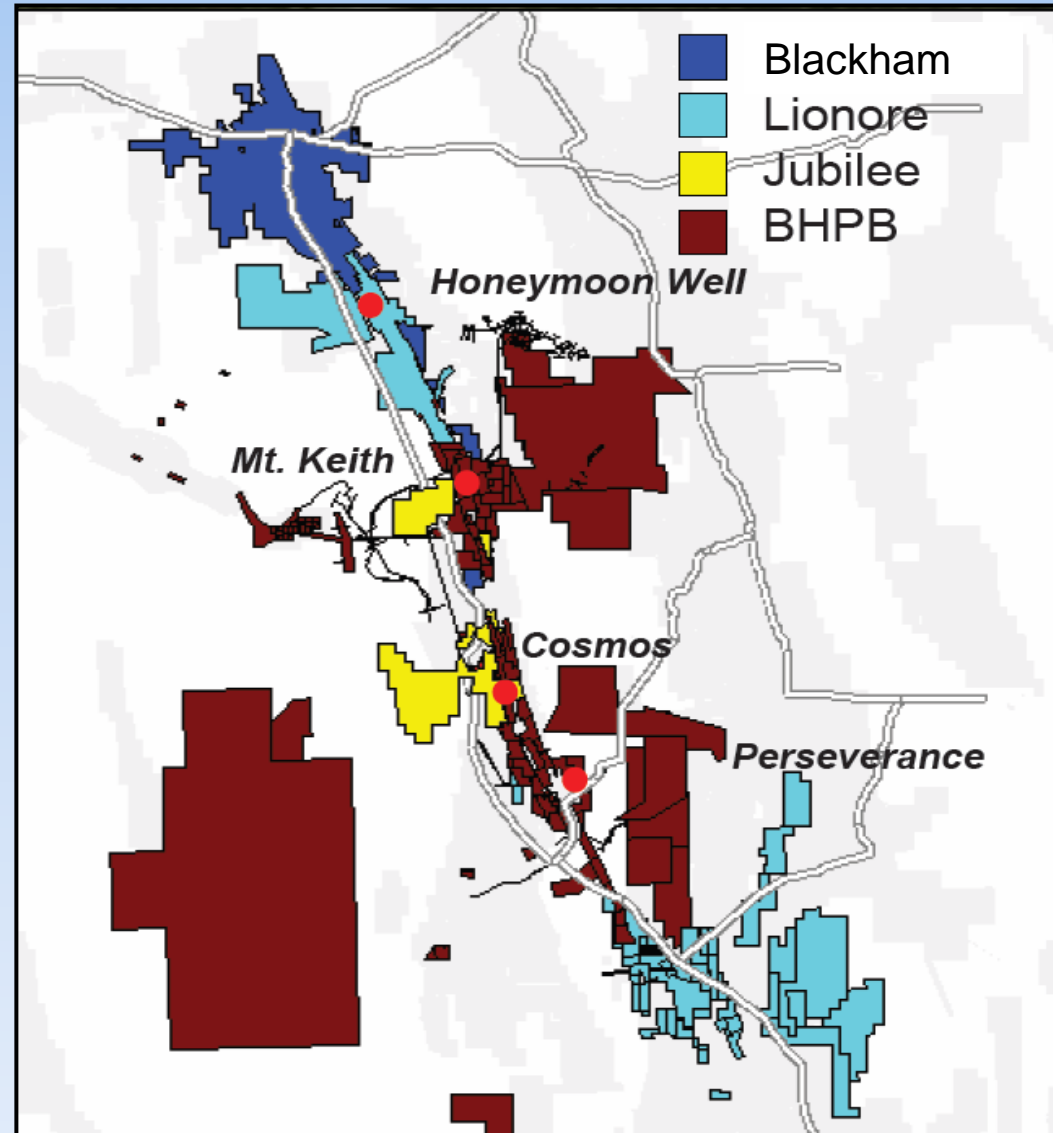 Blackham
Lionore
Jubilee
BHPB
Honeymoon Well
Mt. Keith
Cosmos
Perseverance